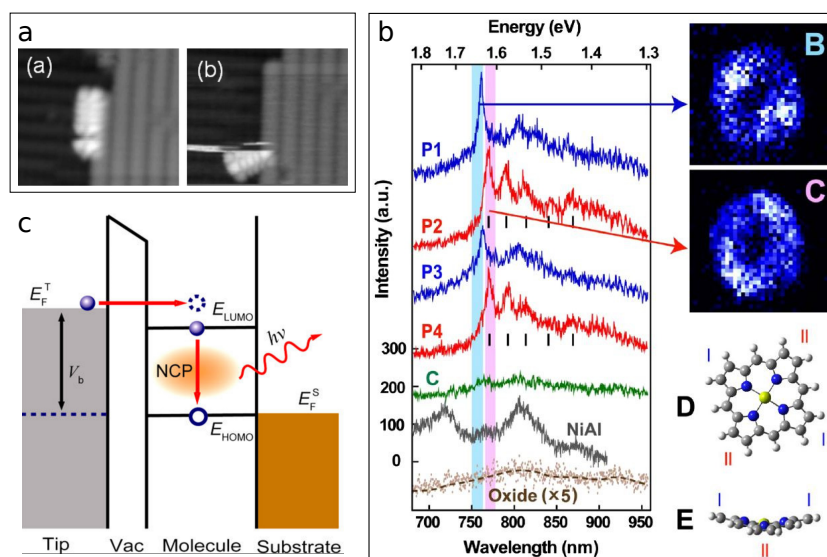 a
(a)
(b)
c
E_F^T
V_b
E_LUMO
hν
NCP
E_F^S
E_HOMO
Tip
Vac
Molecule
Substrate
b
Energy (eV)
1.8 1.7 1.6 1.5 1.4 1.3
P1
P2
P3
P4
C
NiAl
Oxide (×5)
Intensity (a.u.)
300
200
100
0
700 750 800 850 900 950
Wavelength (nm)
B
C
II
I
D
I
II
I
I
E
II